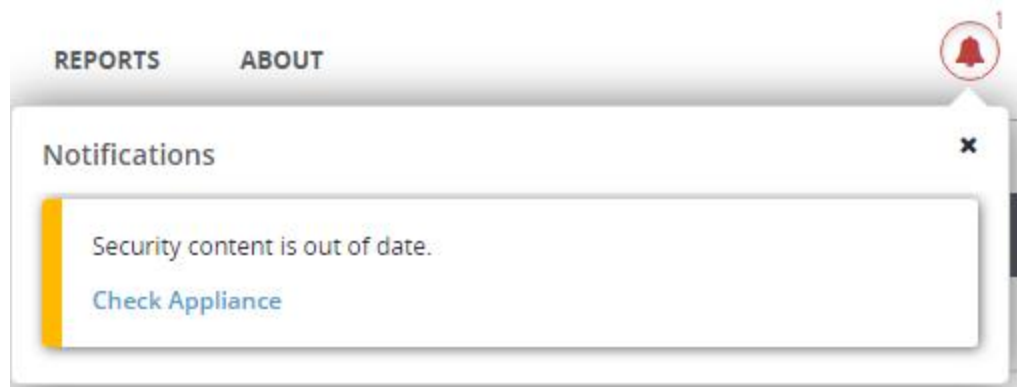 REPORTS ABOUT
1
Notifications
Security content is out of date.
Check Appliance